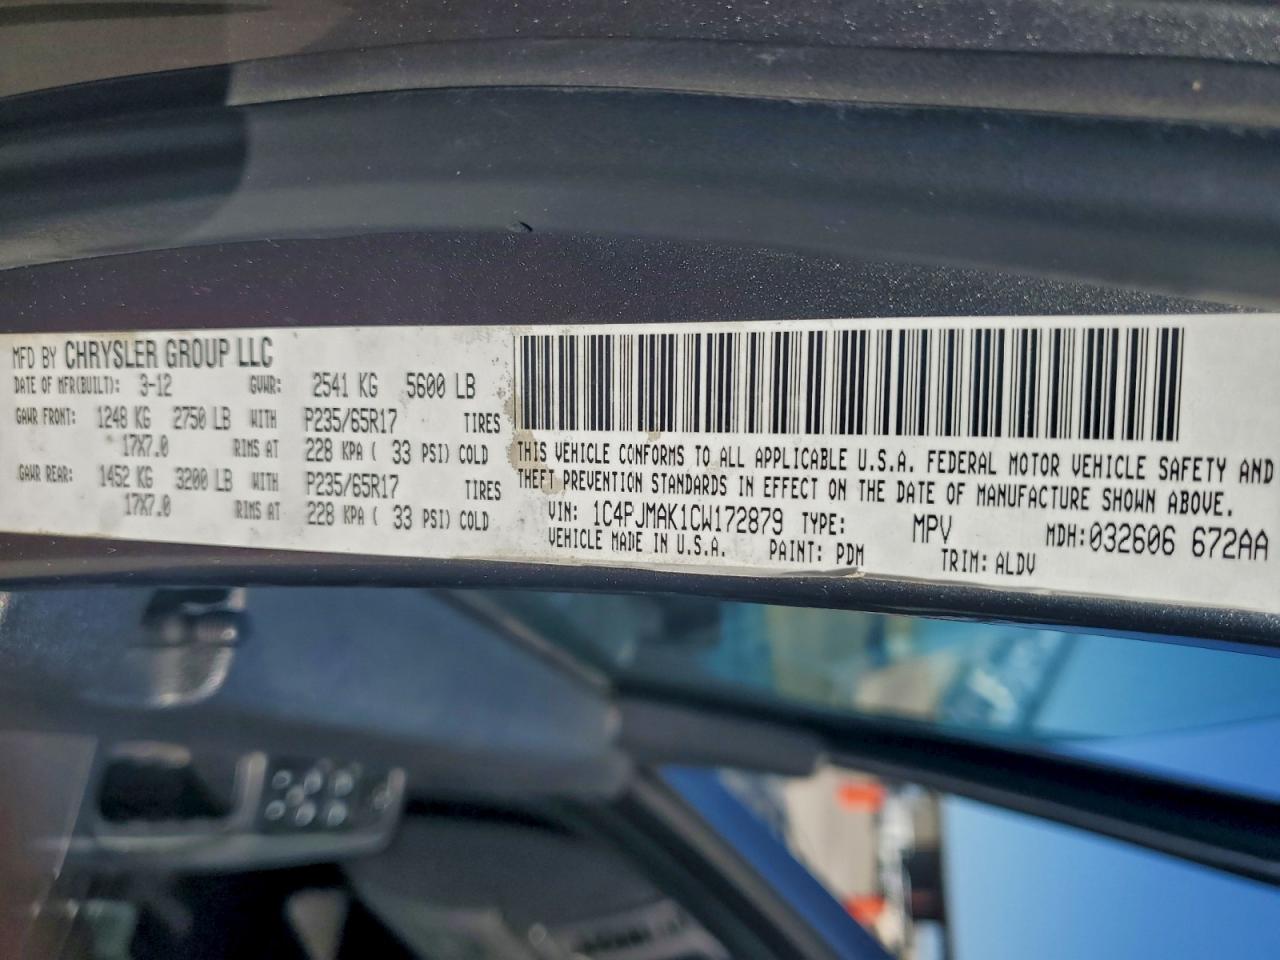 MFD BY CHRYSLER GROUP LLC
DATE OF MFR(BUILT): 3-12 GVWR: 2541 KG 5600 LB
GAWR FRONT: 1248 KG 2750 LB WITH P235/65R17 TIRES
17X7.0 RIMS AT 228 KPA ( 33 PSI) COLD
GAWR REAR: 1452 KG 3200 LB WITH P235/65R17 TIRES
17X7.0 RIMS AT 228 KPA ( 33 PSI) COLD
THIS VEHICLE CONFORMS TO ALL APPLICABLE U.S.A. FEDERAL MOTOR VEHICLE SAFETY AND
THEFT PREVENTION STANDARDS IN EFFECT ON THE DATE OF MANUFACTURE SHOWN ABOVE.
VIN: 1C4PJMAK1CW172879 TYPE: MPV MDH:032606 672AA
VEHICLE MADE IN U.S.A. PAINT: PDM TRIM: ALDV